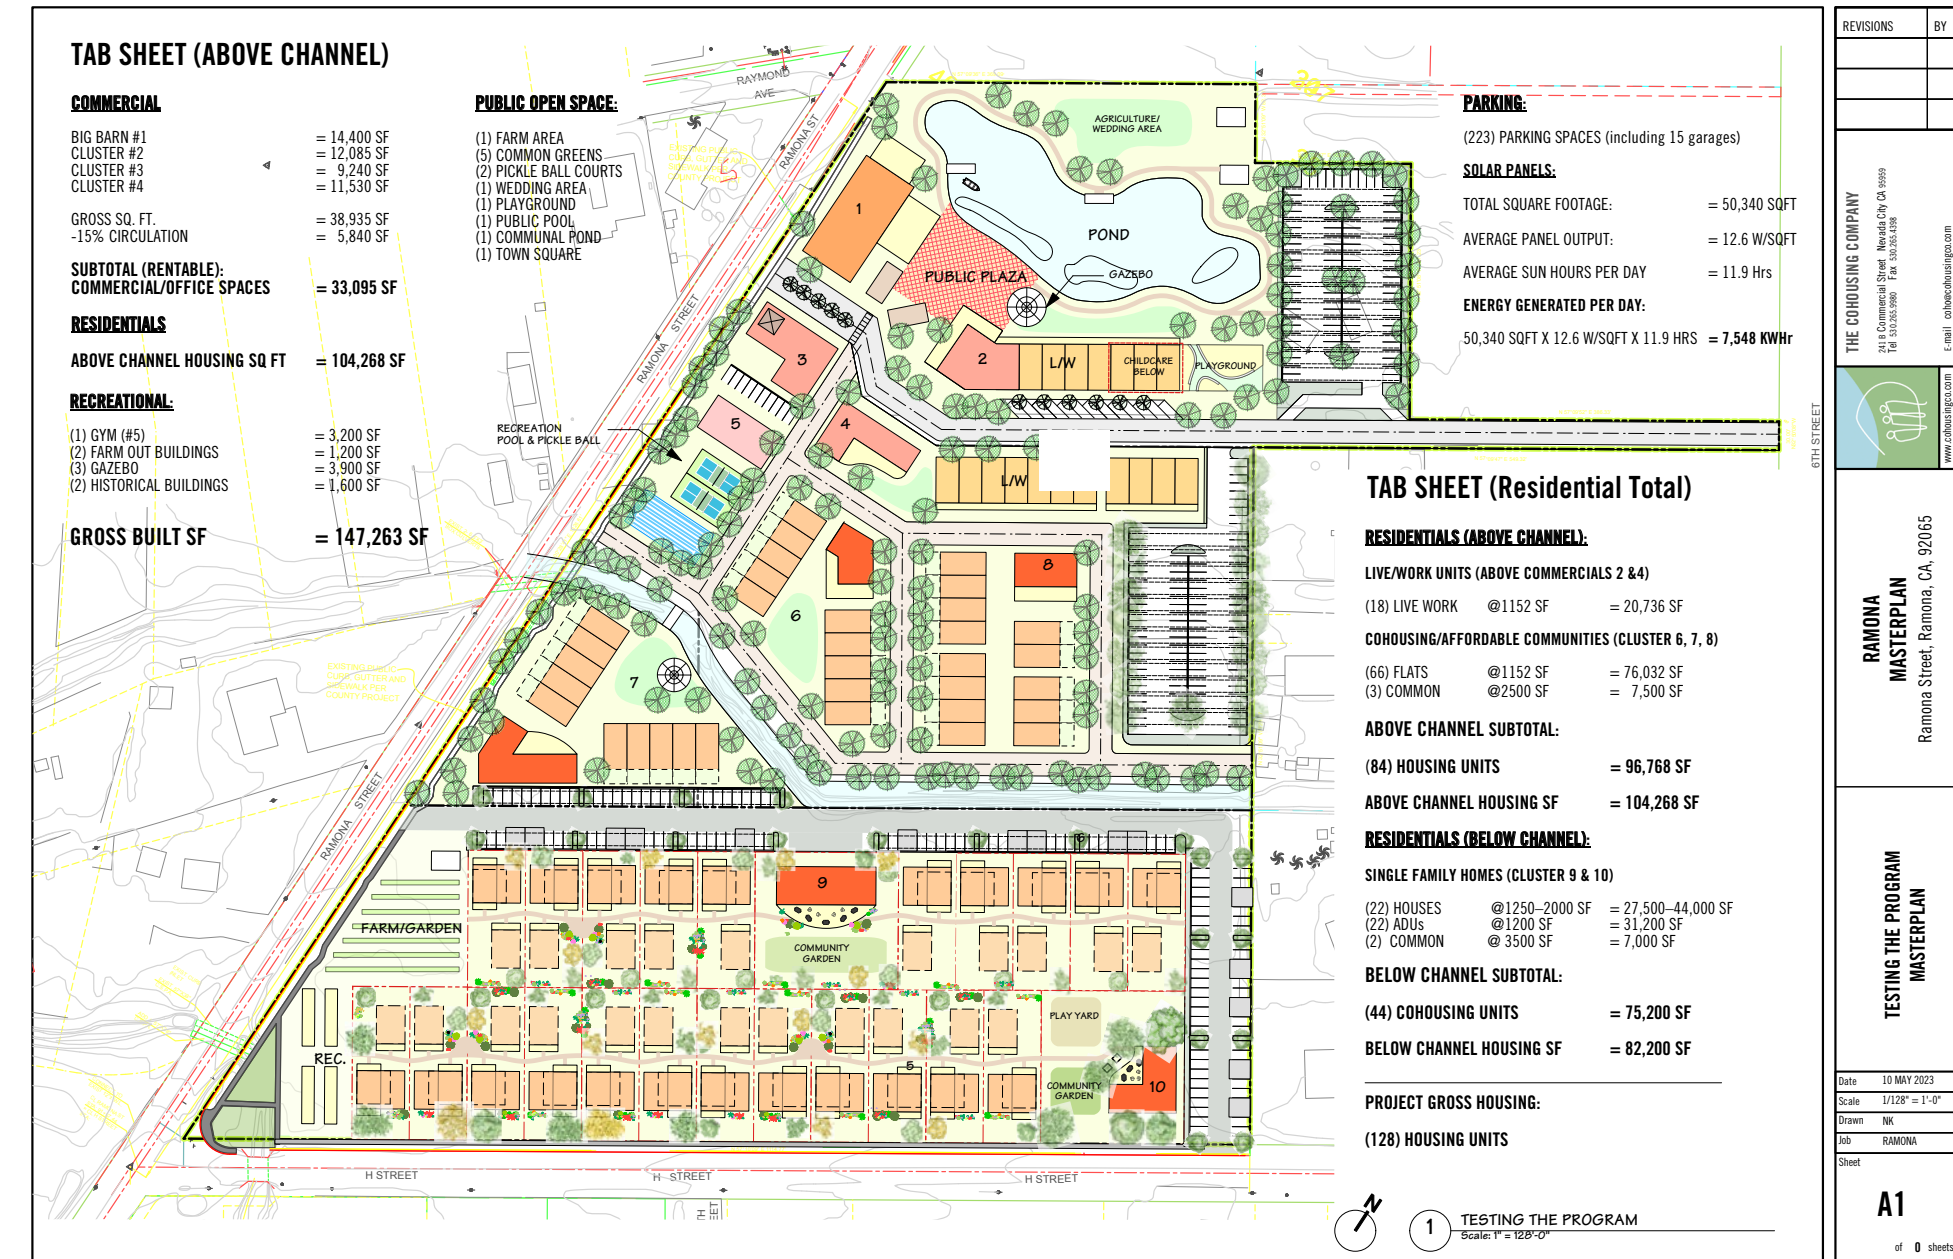 TAB SHEET (ABOVE CHANNEL)
COMMERCIAL
BIG BARN #1 = 14,400 SF
CLUSTER #2 = 12,085 SF
CLUSTER #3 = 9,240 SF
CLUSTER #4 = 11,530 SF
GROSS SQ. FT. = 38,935 SF
-15% CIRCULATION = 5,840 SF
SUBTOTAL (RENTABLE):
COMMERCIAL/OFFICE SPACES = 33,095 SF
RESIDENTIALS
ABOVE CHANNEL HOUSING SQ FT = 104,268 SF
RECREATIONAL:
(1) GYM (#5) = 3,200 SF
(2) FARM OUT BUILDINGS = 1,200 SF
(3) GAZEBO = 3,900 SF
(2) HISTORICAL BUILDINGS = 1,600 SF
GROSS BUILT SF = 147,263 SF
PUBLIC OPEN SPACE:
(1) FARM AREA
(5) COMMON GREENS
(2) PICKLE BALL COURTS
(1) WEDDING AREA
(1) PLAYGROUND
(1) PUBLIC POOL
(1) COMMUNAL POND
(1) TOWN SQUARE
RAYMOND
AVE
RAMONA ST
RAMONA STREET
RAMONA STREET
AGRICULTURE/
WEDDING AREA
1
POND
PUBLIC PLAZA
GAZEBO
3
2
L/W
CHILDCARE
BELOW
PLAYGROUND
RECREATION
POOL & PICKLE BALL
5
4
L/W
6
8
7
9
FARM/GARDEN
COMMUNITY
GARDEN
PLAY YARD
REC.
5
COMMUNITY
GARDEN
10
H STREET
H STREET
H STREET
6TH STREET
PARKING:
(223) PARKING SPACES (including 15 garages)
SOLAR PANELS:
TOTAL SQUARE FOOTAGE: = 50,340 SQFT
AVERAGE PANEL OUTPUT: = 12.6 W/SQFT
AVERAGE SUN HOURS PER DAY = 11.9 Hrs
ENERGY GENERATED PER DAY:
50,340 SQFT X 12.6 W/SQFT X 11.9 HRS = 7,548 KWHr
TAB SHEET (Residential Total)
RESIDENTIALS (ABOVE CHANNEL):
LIVE/WORK UNITS (ABOVE COMMERCIALS 2 &4)
(18) LIVE WORK @1152 SF = 20,736 SF
COHOUSING/AFFORDABLE COMMUNITIES (CLUSTER 6, 7, 8)
(66) FLATS @1152 SF = 76,032 SF
(3) COMMON @2500 SF = 7,500 SF
ABOVE CHANNEL SUBTOTAL:
(84) HOUSING UNITS = 96,768 SF
ABOVE CHANNEL HOUSING SF = 104,268 SF
RESIDENTIALS (BELOW CHANNEL):
SINGLE FAMILY HOMES (CLUSTER 9 & 10)
(22) HOUSES @1250–2000 SF = 27,500–44,000 SF
(22) ADUs @1200 SF = 31,200 SF
(2) COMMON @ 3500 SF = 7,000 SF
BELOW CHANNEL SUBTOTAL:
(44) COHOUSING UNITS = 75,200 SF
BELOW CHANNEL HOUSING SF = 82,200 SF
PROJECT GROSS HOUSING:
(128) HOUSING UNITS
N
1
TESTING THE PROGRAM
Scale: 1" = 128'-0"
REVISIONS BY
THE COHOUSING COMPANY
241 B Commercial Street Nevada City CA 95959
Tel 530.265.9980 Fax 530.265.4398
E-mail coho@cohousingco.com
www.cohousingco.com
RAMONA
MASTERPLAN
Ramona Street, Ramona, CA, 92065
TESTING THE PROGRAM
MASTERPLAN
Date 10 MAY 2023
Scale 1/128" = 1'-0"
Drawn NK
Job RAMONA
Sheet
A1
of 0 sheets